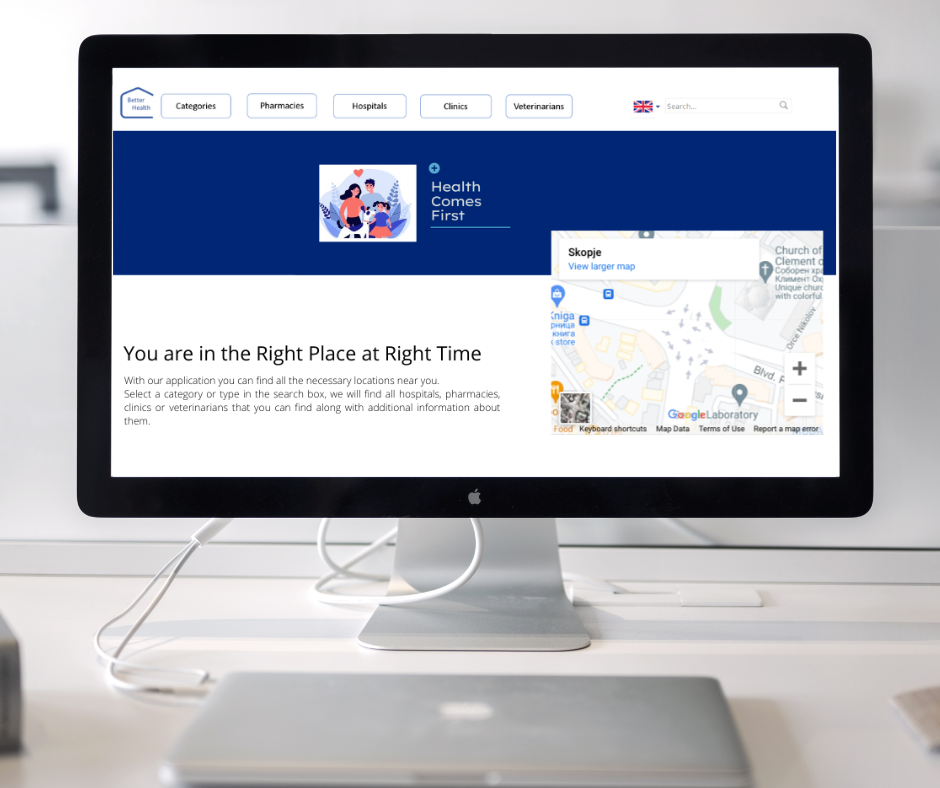 Better
Health
Categories
Pharmacies
Hospitals
Clinics
Veterinarians
Search...
Health
Comes
First
Skopje
View larger map
Church of
Clement o
Соборен хра
Климент Ох
Unique churc
with colorful
Kniga
рница
книга
k store
Orce Nikolov
Blvd.
You are in the Right Place at Right Time
With our application you can find all the necessary locations near you.
Select a category or type in the search box, we will find all hospitals, pharmacies,
clinics or veterinarians that you can find along with additional information about
them.
Google
Laboratory
Food
Keyboard shortcuts
Map Data
Terms of Use
Report a map error